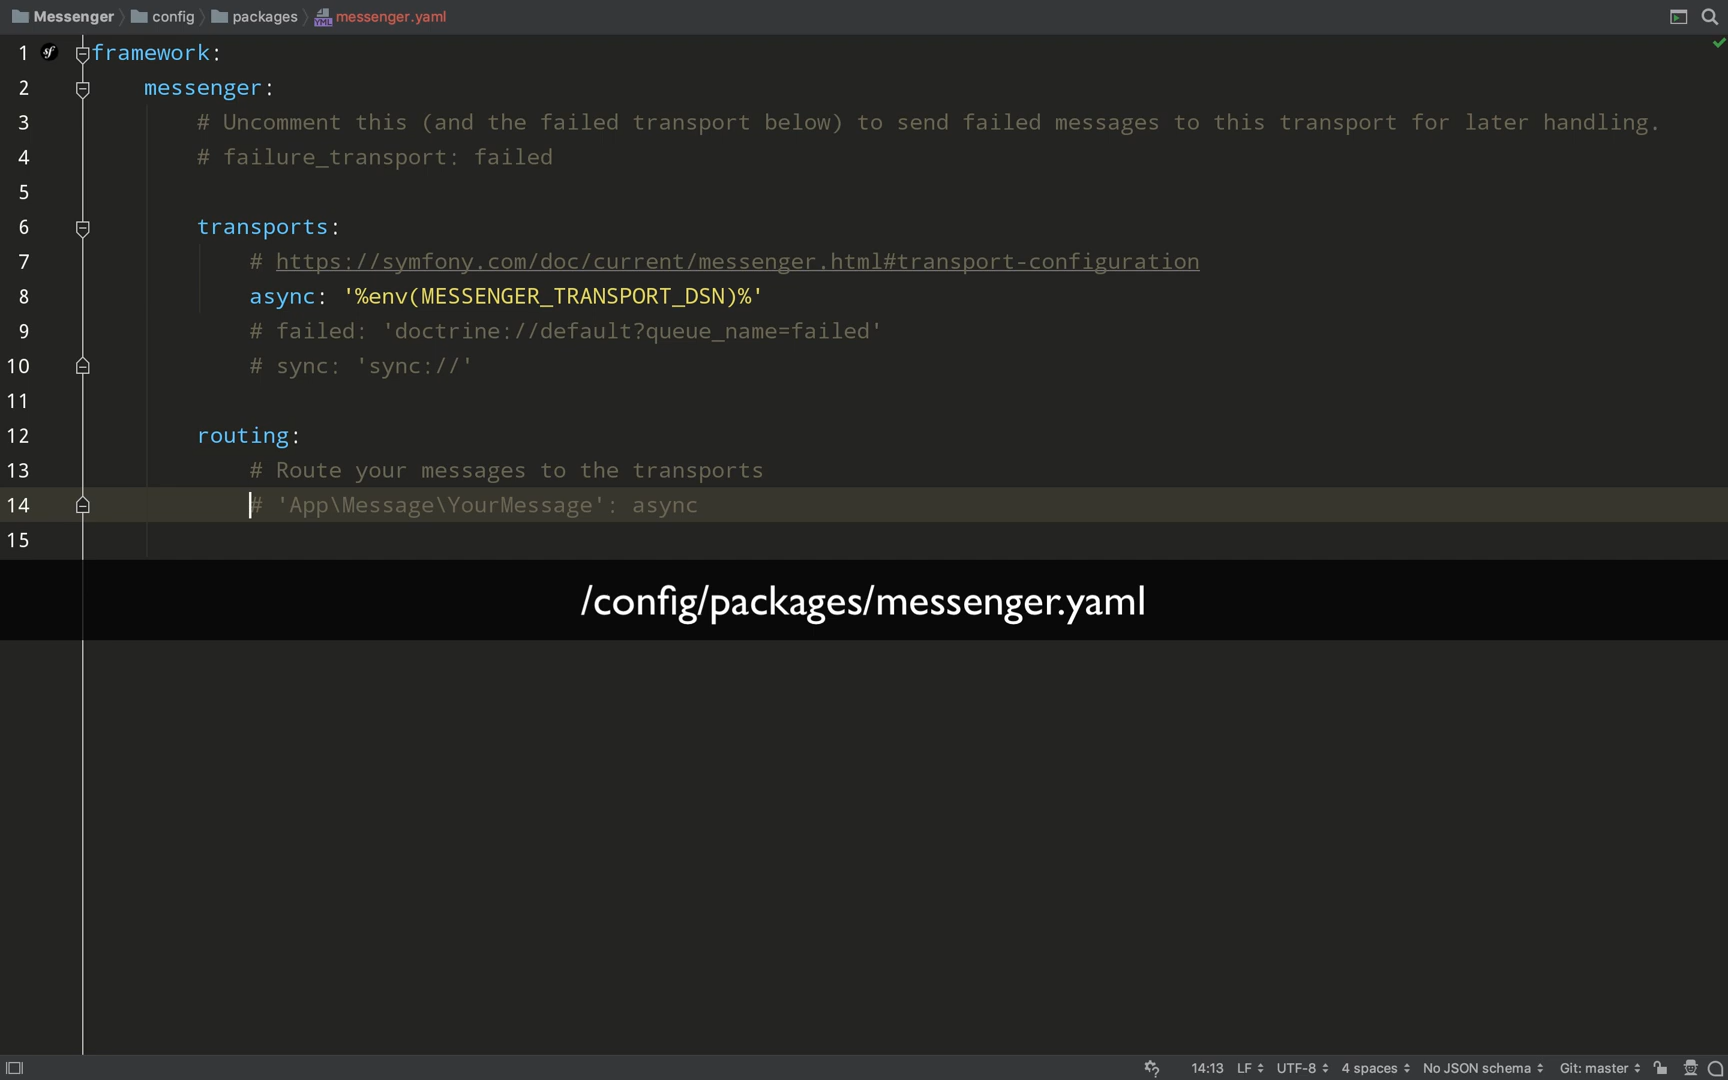 Messenger config packages messenger.yaml
1 framework:
2 messenger:
3 # Uncomment this (and the failed transport below) to send failed messages to this transport for later handling.
4 # failure_transport: failed
5
6 transports:
7 # https://symfony.com/doc/current/messenger.html#transport-configuration
8 async: '%env(MESSENGER_TRANSPORT_DSN)%'
9 # failed: 'doctrine://default?queue_name=failed'
10 # sync: 'sync://'
11
12 routing:
13 # Route your messages to the transports
14 # 'App\Message\YourMessage': async
15
/config/packages/messenger.yaml
14:13 LF UTF-8 4 spaces No JSON schema Git: master